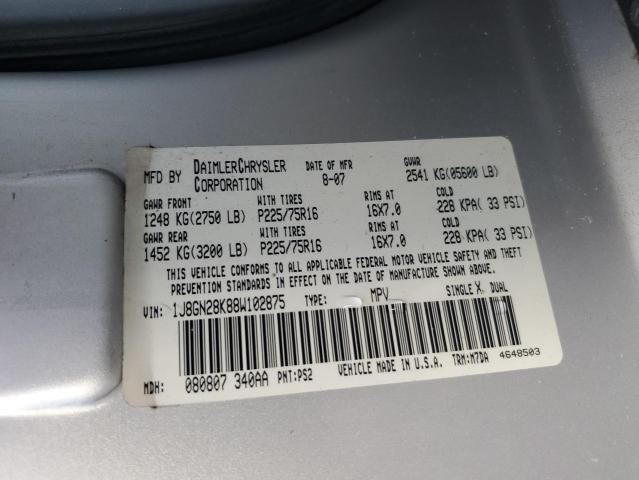 MFD BY DAIMLERCHRYSLER CORPORATION DATE OF MFR 8-07 GVWR 2541 KG(05600 LB)
GAWR FRONT WITH TIRES RIMS AT COLD
1248 KG(2750 LB) P225/75R16 16X7.0 228 KPA( 33 PSI)
GAWR REAR WITH TIRES RIMS AT COLD
1452 KG(3200 LB) P225/75R16 16X7.0 228 KPA( 33 PSI)
THIS VEHICLE CONFORMS TO ALL APPLICABLE FEDERAL MOTOR VEHICLE SAFETY AND THEFT
PREVENTION STANDARDS IN EFFECT ON THE DATE OF MANUFACTURE SHOWN ABOVE.
VIN: 1J8GN28K88W102875 TYPE: MPV SINGLE X DUAL
MDH: 080807 340AA PNT:PS2 VEHICLE MADE IN U.S.A. TRM:M7DA 4648503